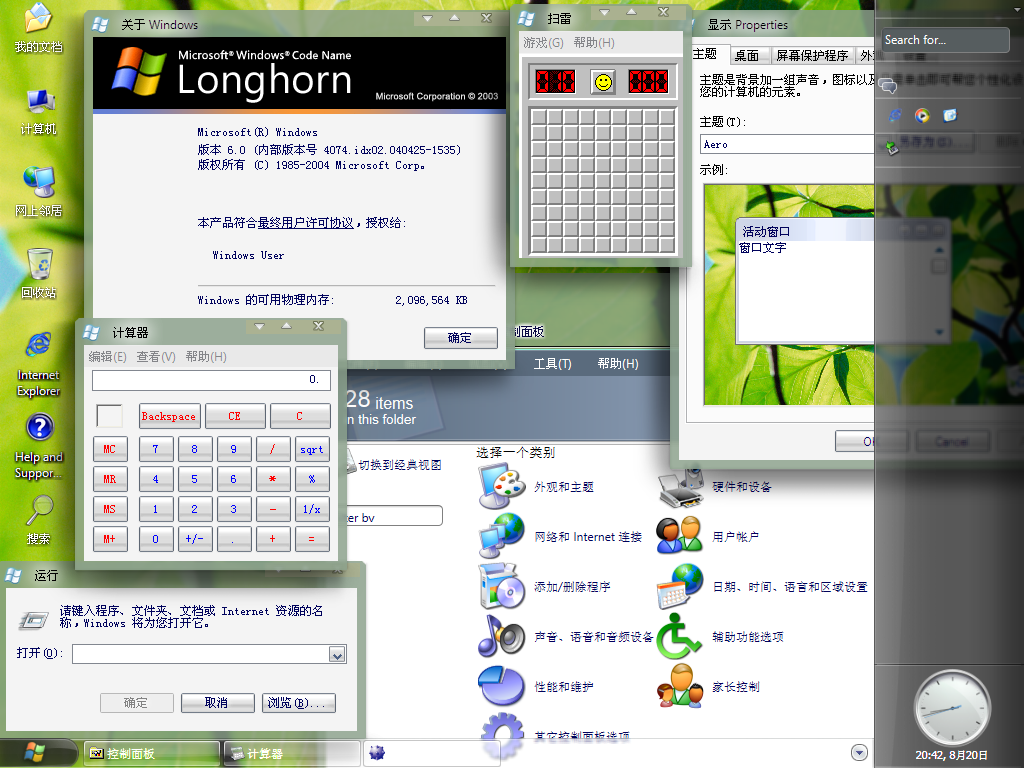 我的文档
计算机
网上邻居
回收站
Internet
Explorer
Help and
Suppor...
搜索
关于 Windows
Microsoft® Windows® Code Name
Longhorn
Microsoft Corporation © 2003
Microsoft(R) Windows
版本 6.0 (内部版本号 4074.idx02.040425-1535)
版权所有 (C) 1985-2004 Microsoft Corp。
本产品符合最终用户许可协议，授权给:
Windows User
Windows 的可用物理内存:
2,096,564 KB
确定
扫雷
游戏(G) 帮助(H)
010
显示 Properties
主题
桌面
屏幕保护程序
主题是背景加一组声音，图标以及
您的计算机的元素。
主题(T):
Aero
示例:
活动窗口
窗口文字
Cancel
Search for...
20:42, 8月20日
计算器
编辑(E) 查看(V) 帮助(H)
0.
Backspace CE C
MC 7 8 9 / sqrt
MR 4 5 6 * %
MS 1 2 3 - 1/x
M+ 0 +/- . + =
制面板
工具(T) 帮助(H)
28 items
n this folder
切换到经典视图
选择一个类别
外观和主题
硬件和设备
网络和 Internet 连接
用户帐户
添加/删除程序
日期、时间、语言和区域设置
声音、语音和音频设备
辅助功能选项
性能和维护
家长控制
其它控制面板选项
运行
请键入程序、文件夹、文档或 Internet 资源的名
称，Windows 将为您打开它。
打开(O):
确定
取消
浏览(B)...
控制面板
计算器